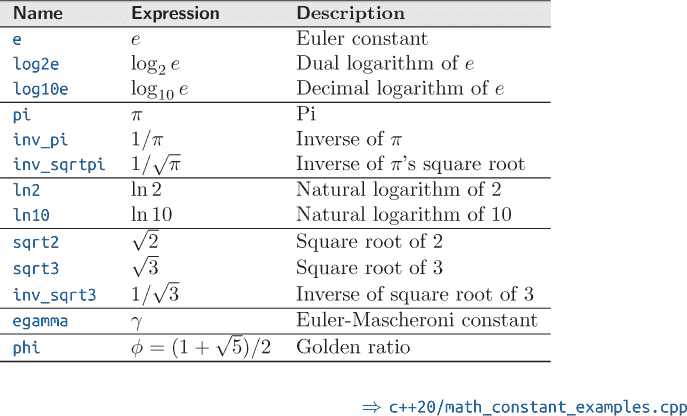 Name Expression Description
e e Euler constant
log2e log₂ e Dual logarithm of e
log10e log₁₀ e Decimal logarithm of e
pi π Pi
inv_pi 1/π Inverse of π
inv_sqrtpi 1/√π Inverse of π's square root
ln2 ln 2 Natural logarithm of 2
ln10 ln 10 Natural logarithm of 10
sqrt2 √2 Square root of 2
sqrt3 √3 Square root of 3
inv_sqrt3 1/√3 Inverse of square root of 3
egamma γ Euler-Mascheroni constant
phi ϕ = (1 + √5)/2 Golden ratio
⇒ c++20/math_constant_examples.cpp